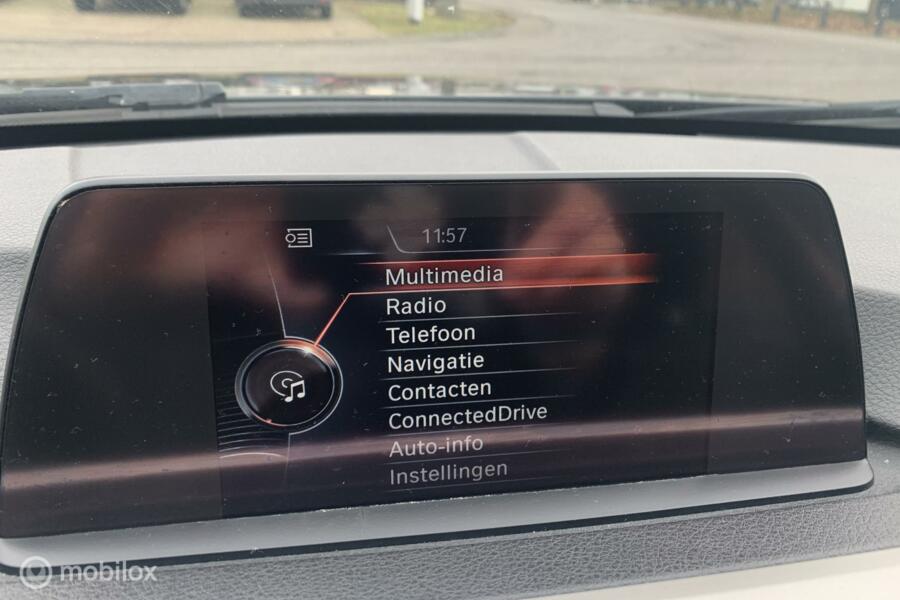 11:57
Multimedia
Radio
Telefoon
Navigatie
Contacten
ConnectedDrive
Auto-info
Instellingen
mobilox